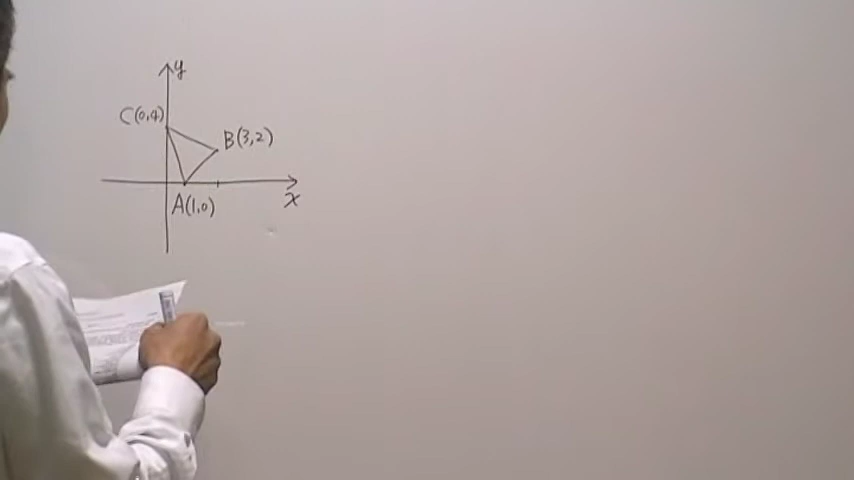 y
C(0,4)
B(3,2)
A(1,0)
x